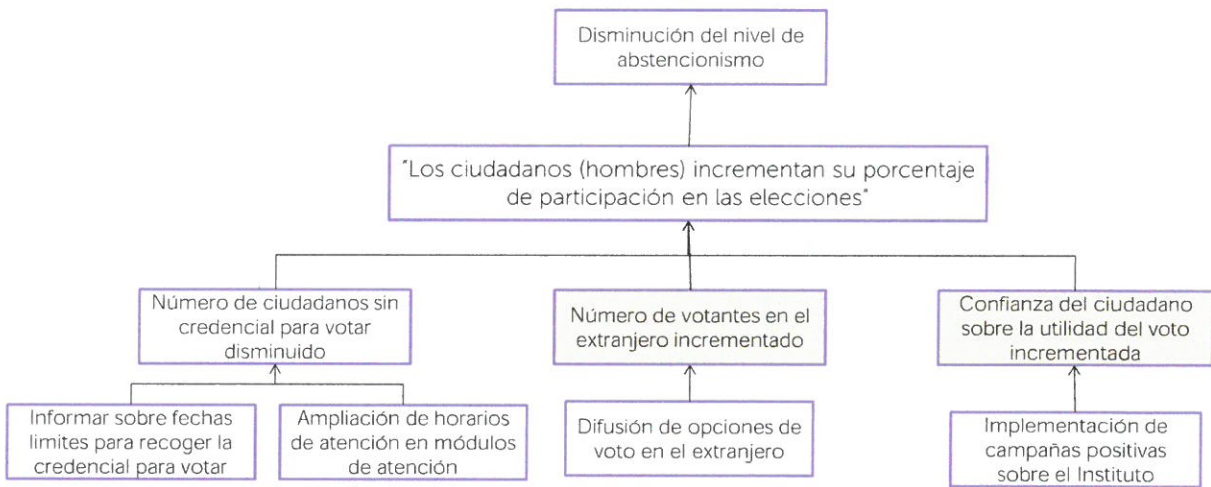 Disminución del nivel de
abstencionismo
"Los ciudadanos (hombres) incrementan su porcentaje
de participación en las elecciones"
Número de ciudadanos sin
credencial para votar
disminuido
Número de votantes en el
extranjero incrementado
Confianza del ciudadano
sobre la utilidad del voto
incrementada
Informar sobre fechas
limites para recoger la
credencial para votar
Ampliación de horarios
de atención en módulos
de atención
Difusión de opciones de
voto en el extranjero
Implementación de
campañas positivas
sobre el Instituto